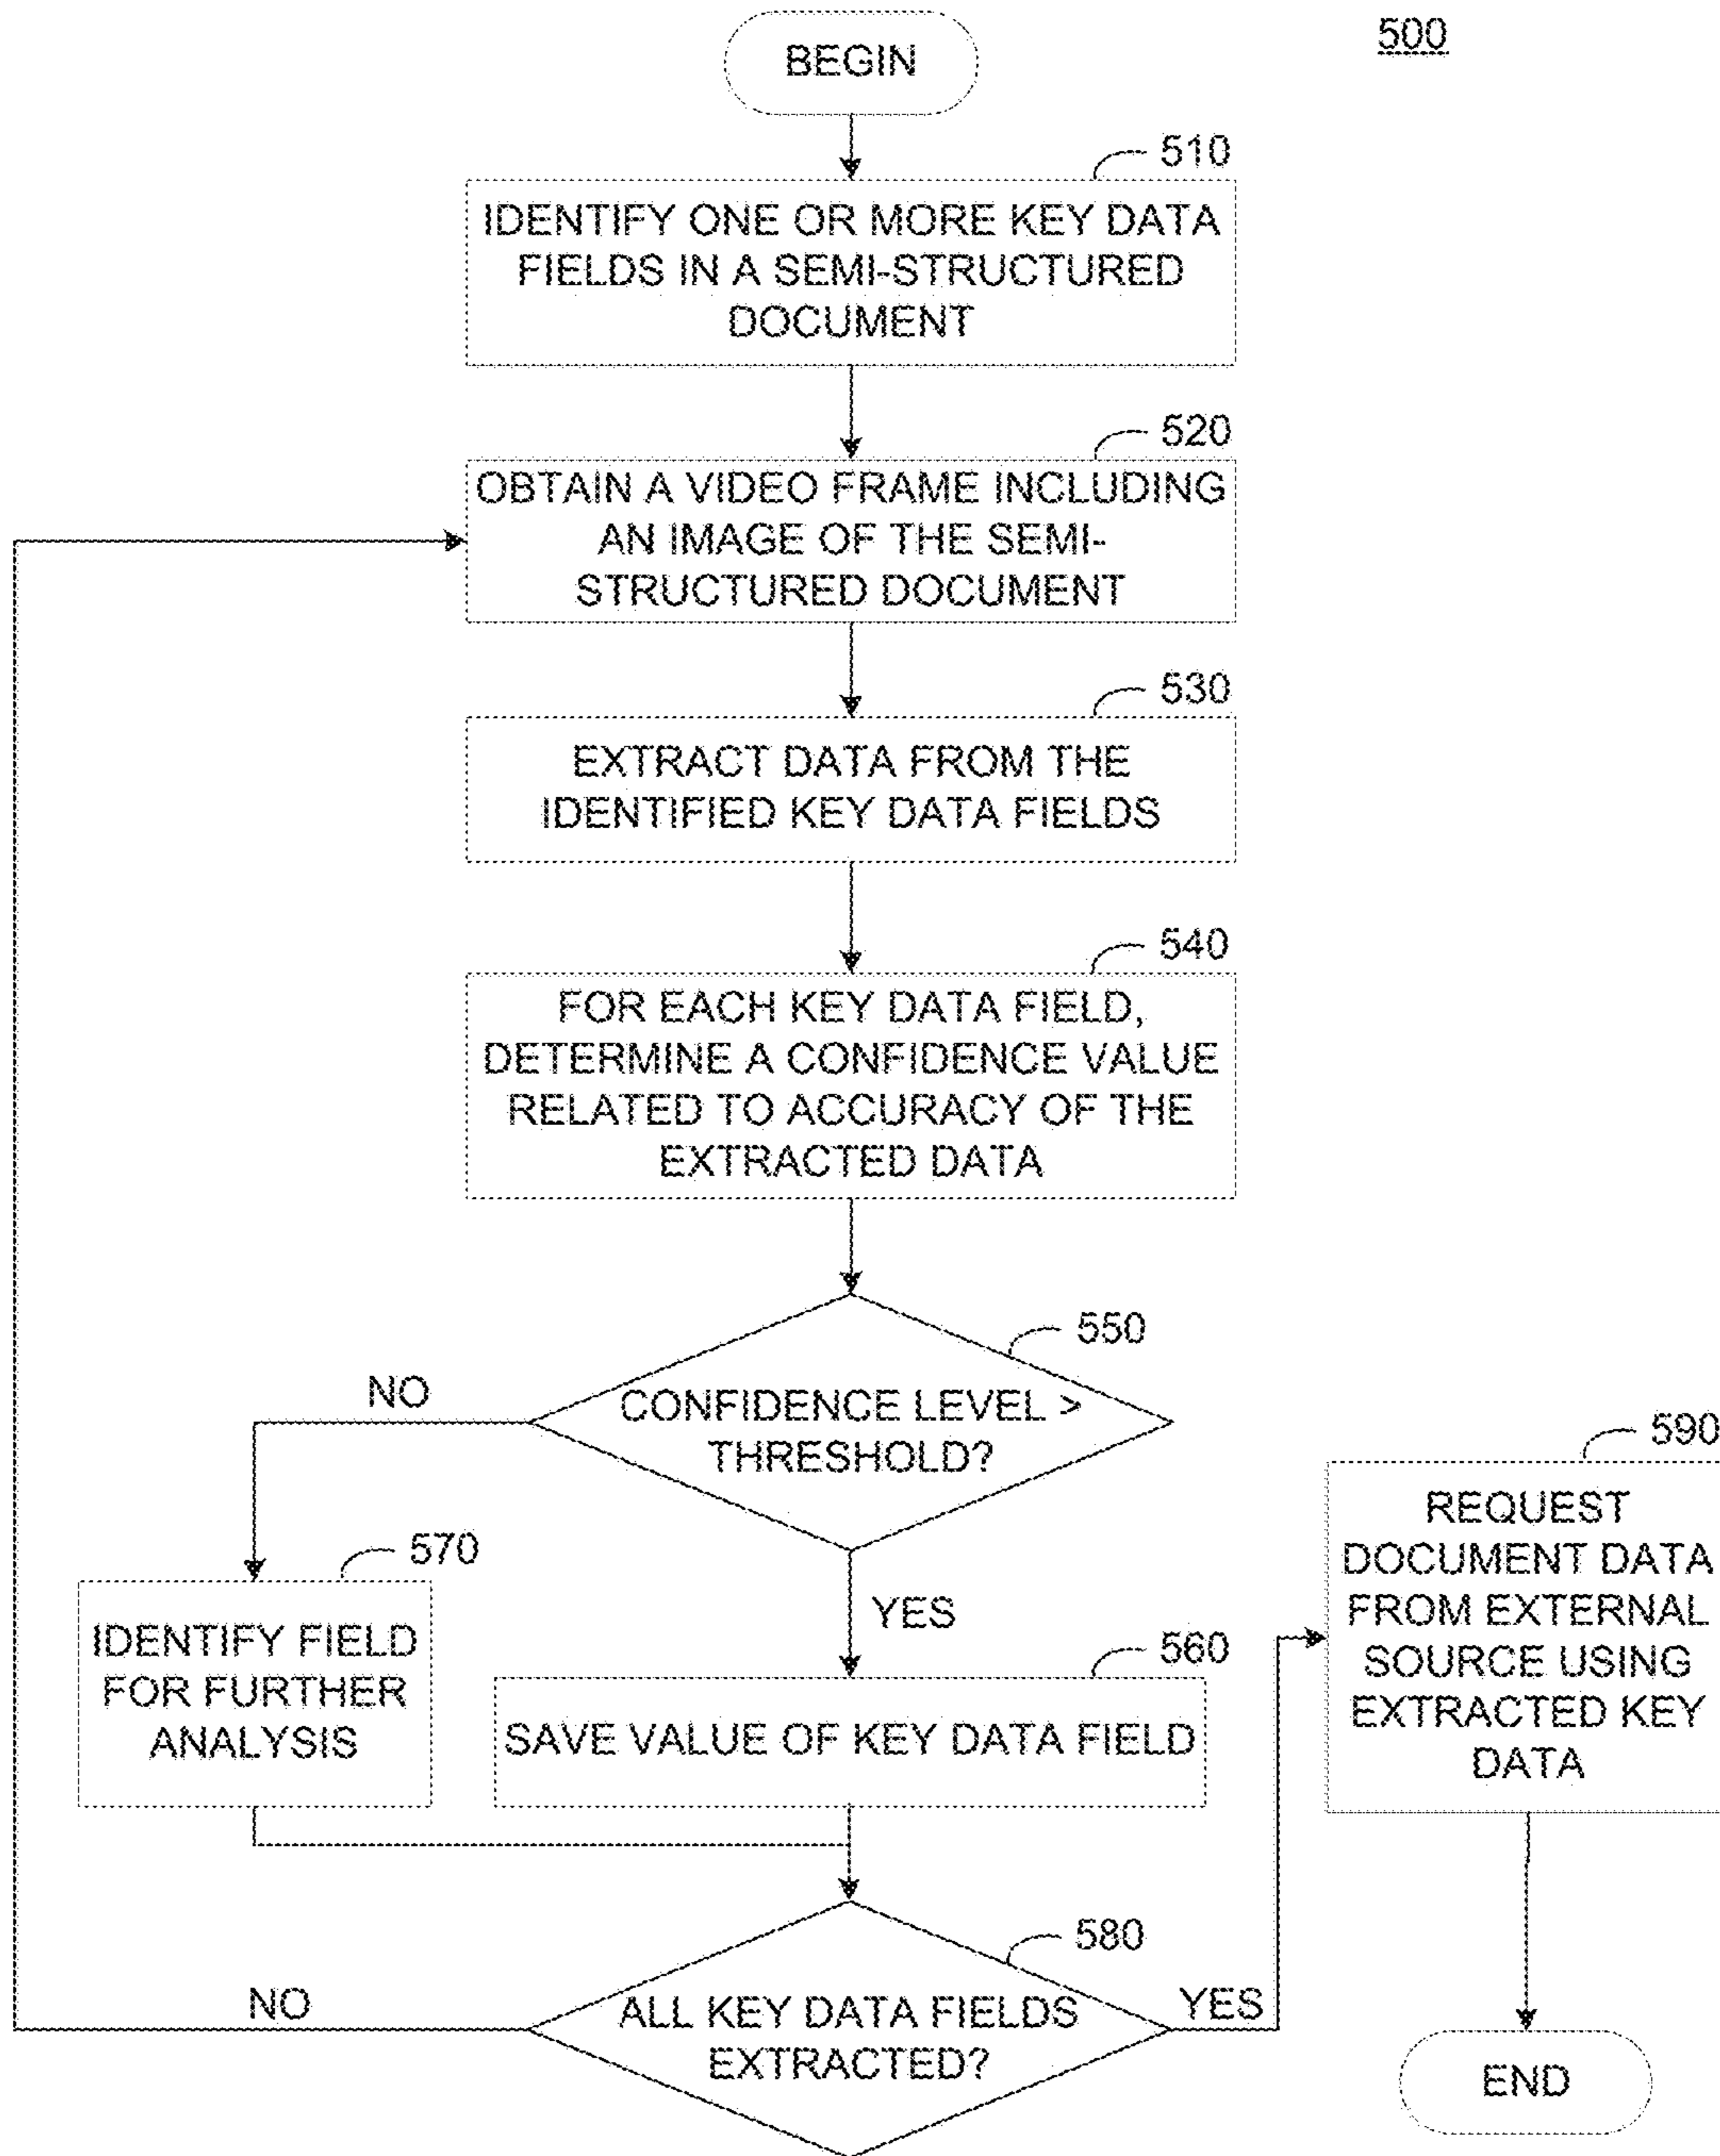 500
BEGIN
510
IDENTIFY ONE OR MORE KEY DATA
FIELDS IN A SEMI-STRUCTURED
DOCUMENT
520
OBTAIN A VIDEO FRAME INCLUDING
AN IMAGE OF THE SEMI-
STRUCTURED DOCUMENT
530
EXTRACT DATA FROM THE
IDENTIFIED KEY DATA FIELDS
540
FOR EACH KEY DATA FIELD,
DETERMINE A CONFIDENCE VALUE
RELATED TO ACCURACY OF THE
EXTRACTED DATA
550
CONFIDENCE LEVEL >
THRESHOLD?
NO
YES
570
IDENTIFY FIELD
FOR FURTHER
ANALYSIS
560
SAVE VALUE OF KEY DATA FIELD
580
ALL KEY DATA FIELDS
EXTRACTED?
NO
YES
590
REQUEST
DOCUMENT DATA
FROM EXTERNAL
SOURCE USING
EXTRACTED KEY
DATA
END